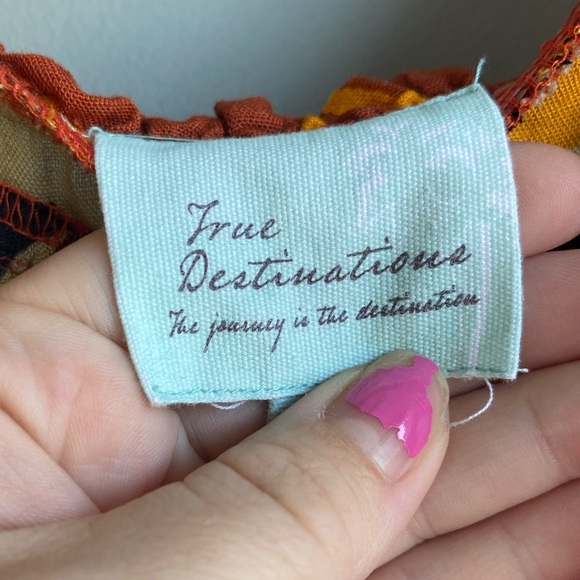 True
Destinations
The journey is the destination